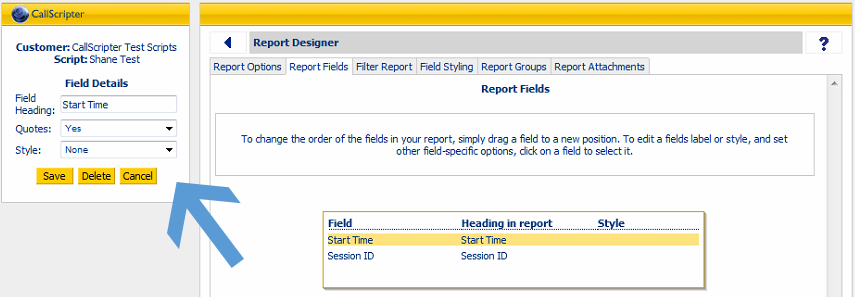 CallScripter
Customer: CallScripter Test Scripts
Script: Shane Test
Field Details
Field
Heading: Start Time
Quotes: Yes
Style: None
Save Delete Cancel
Report Designer ?
Report Options Report Fields Filter Report Field Styling Report Groups Report Attachments
Report Fields
To change the order of the fields in your report, simply drag a field to a new position. To edit a fields label or style, and set
other field-specific options, click on a field to select it.
Field Heading in report Style
Start Time Start Time
Session ID Session ID